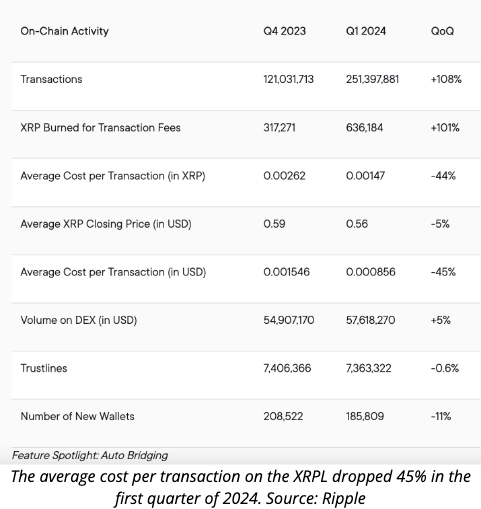 On-Chain Activity Q4 2023 Q1 2024 QoQ
Transactions 121,031,713 251,397,881 +108%
XRP Burned for Transaction Fees 317,271 636,184 +101%
Average Cost per Transaction (in XRP) 0.00262 0.00147 -44%
Average XRP Closing Price (in USD) 0.59 0.56 -5%
Average Cost per Transaction (in USD) 0.001546 0.000856 -45%
Volume on DEX (in USD) 54,907,170 57,618,270 +5%
Trustlines 7,406,366 7,363,322 -0.6%
Number of New Wallets 208,522 185,809 -11%
Feature Spotlight: Auto Bridging
The average cost per transaction on the XRPL dropped 45% in the
first quarter of 2024. Source: Ripple